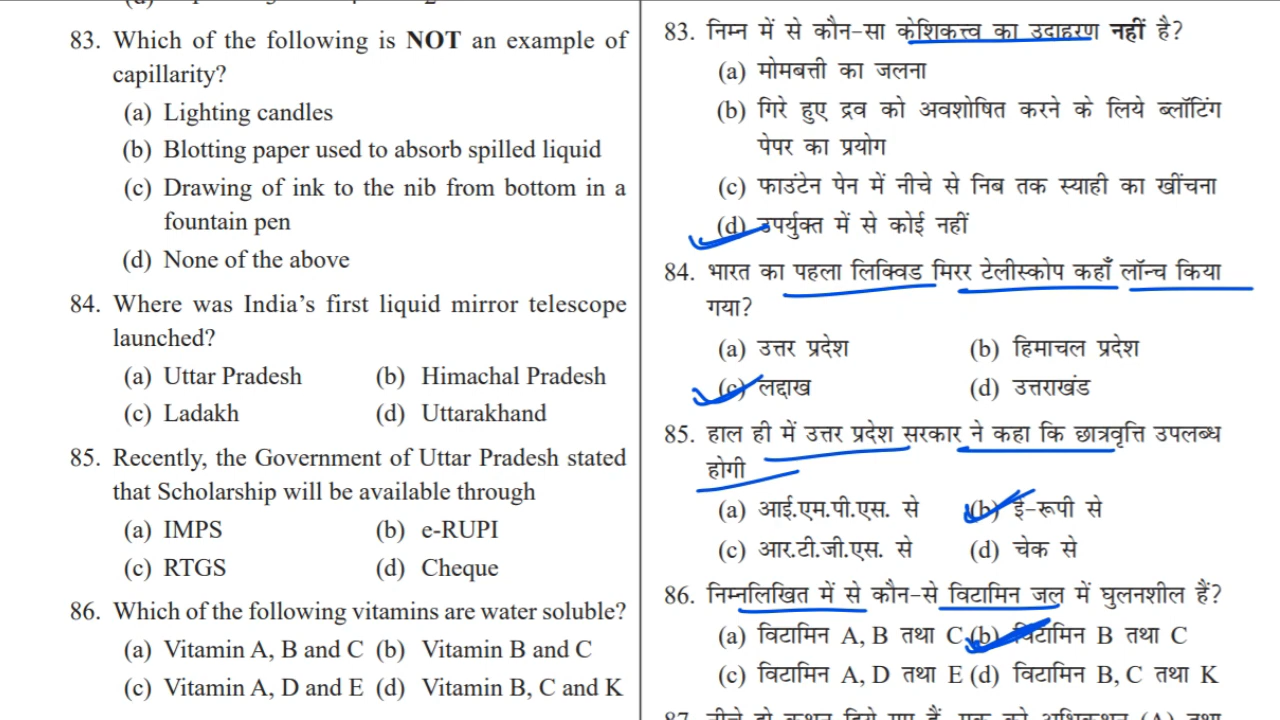 83. Which of the following is NOT an example of
capillarity?
(a) Lighting candles
(b) Blotting paper used to absorb spilled liquid
(c) Drawing of ink to the nib from bottom in a
fountain pen
(d) None of the above
84. Where was India's first liquid mirror telescope
launched?
(a) Uttar Pradesh (b) Himachal Pradesh
(c) Ladakh (d) Uttarakhand
85. Recently, the Government of Uttar Pradesh stated
that Scholarship will be available through
(a) IMPS (b) e-RUPI
(c) RTGS (d) Cheque
86. Which of the following vitamins are water soluble?
(a) Vitamin A, B and C (b) Vitamin B and C
(c) Vitamin A, D and E (d) Vitamin B, C and K
83. निम्न में से कौन-सा केशिकत्त्व का उदाहरण नहीं है?
(a) मोमबत्ती का जलना
(b) गिरे हुए द्रव को अवशोषित करने के लिये ब्लॉटिंग
पेपर का प्रयोग
(c) फाउंटेन पेन में नीचे से निब तक स्याही का खींचना
(d) उपर्युक्त में से कोई नहीं
84. भारत का पहला लिक्विड मिरर टेलीस्कोप कहाँ लॉन्च किया
गया?
(a) उत्तर प्रदेश (b) हिमाचल प्रदेश
(c) लद्दाख (d) उत्तराखंड
85. हाल ही में उत्तर प्रदेश सरकार ने कहा कि छात्रवृत्ति उपलब्ध
होगी
(a) आई.एम.पी.एस. से (b) ई-रूपी से
(c) आर.टी.जी.एस. से (d) चेक से
86. निम्नलिखित में से कौन-से विटामिन जल में घुलनशील हैं?
(a) विटामिन A, B तथा C (b) विटामिन B तथा C
(c) विटामिन A, D तथा E (d) विटामिन B, C तथा K